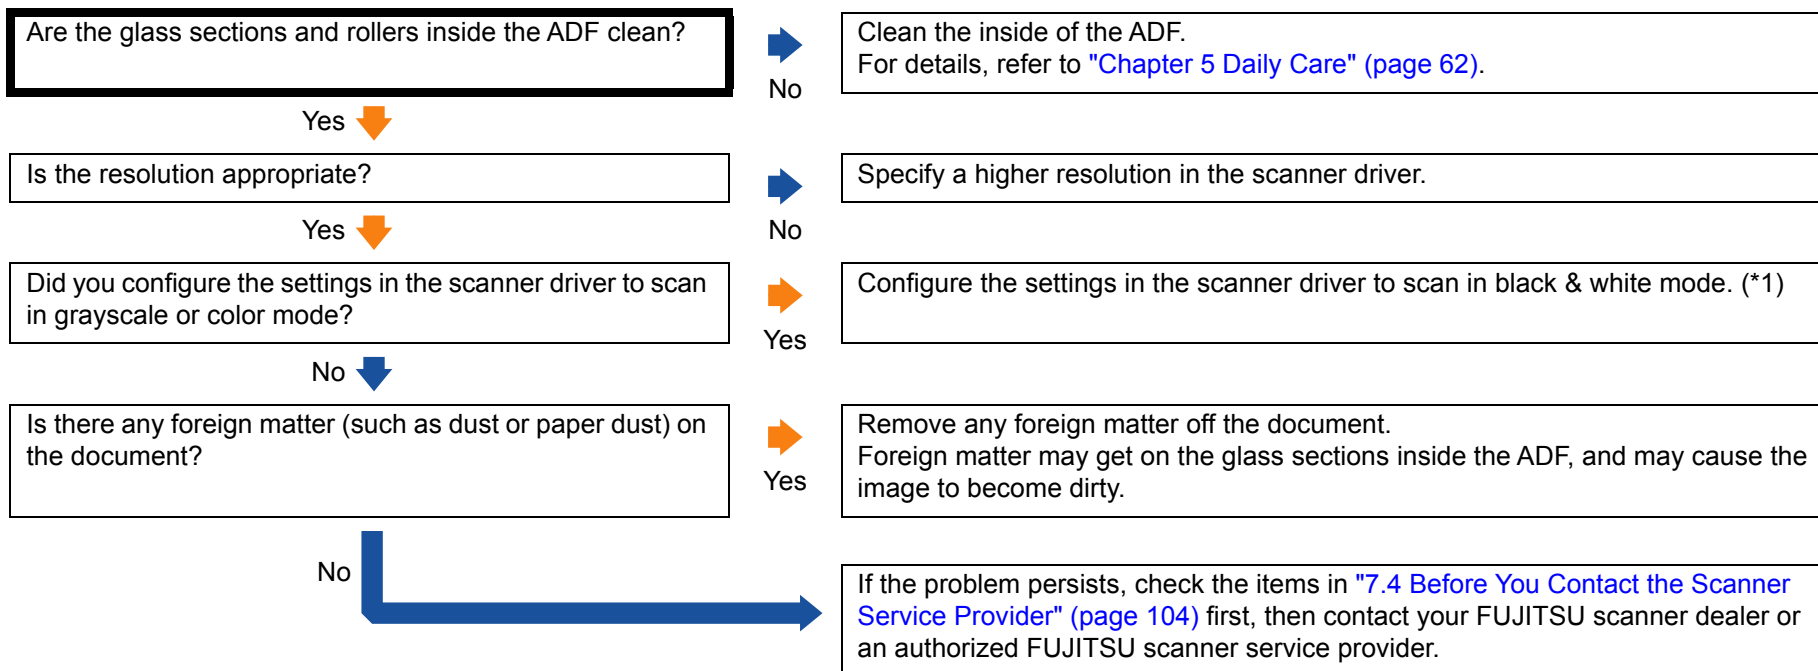 Are the glass sections and rollers inside the ADF clean?
No
Clean the inside of the ADF.
For details, refer to "Chapter 5 Daily Care" (page 62).
Yes
Is the resolution appropriate?
No
Specify a higher resolution in the scanner driver.
Yes
Did you configure the settings in the scanner driver to scan
in grayscale or color mode?
Yes
Configure the settings in the scanner driver to scan in black & white mode. (*1)
No
Is there any foreign matter (such as dust or paper dust) on
the document?
Yes
Remove any foreign matter off the document.
Foreign matter may get on the glass sections inside the ADF, and may cause the
image to become dirty.
No
If the problem persists, check the items in "7.4 Before You Contact the Scanner
Service Provider" (page 104) first, then contact your FUJITSU scanner dealer or
an authorized FUJITSU scanner service provider.